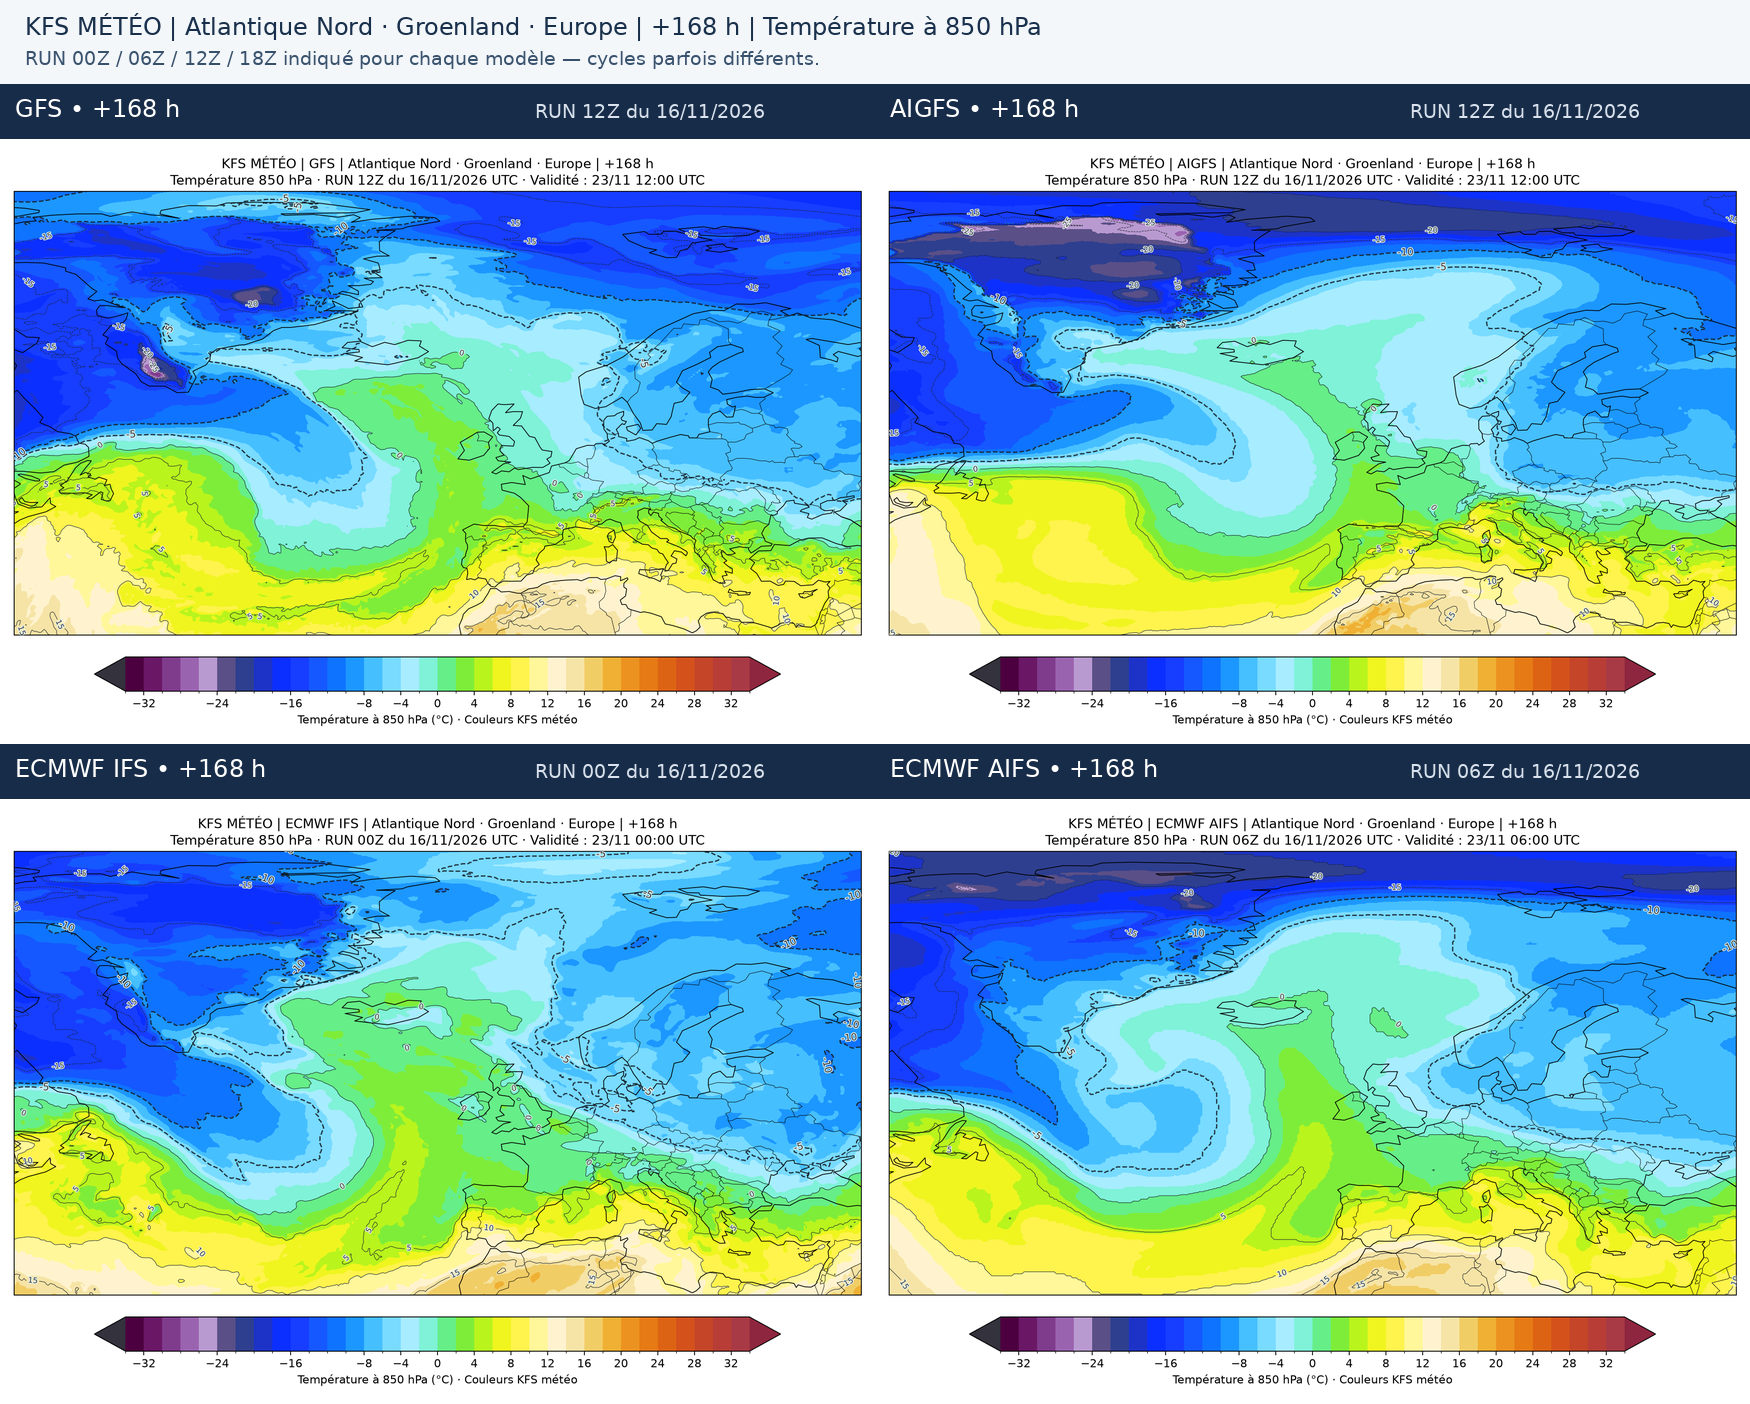 KFS MÉTÉO | Atlantique Nord · Groenland · Europe | +168 h | Température à 850 hPa
RUN 00Z / 06Z / 12Z / 18Z indiqué pour chaque modèle — cycles parfois différents.
GFS • +168 h
RUN 12Z du 16/11/2026
AIGFS • +168 h
RUN 12Z du 16/11/2026
KFS MÉTÉO | GFS | Atlantique Nord · Groenland · Europe | +168 h
Température 850 hPa · RUN 12Z du 16/11/2026 UTC · Validité : 23/11 12:00 UTC
KFS MÉTÉO | AIGFS | Atlantique Nord · Groenland · Europe | +168 h
Température 850 hPa · RUN 12Z du 16/11/2026 UTC · Validité : 23/11 12:00 UTC
−32 −24 −16 −8 −4 0 4 8 12 16 20 24 28 32
Température à 850 hPa (°C) · Couleurs KFS météo
−32 −24 −16 −8 −4 0 4 8 12 16 20 24 28 32
Température à 850 hPa (°C) · Couleurs KFS météo
ECMWF IFS • +168 h
RUN 00Z du 16/11/2026
ECMWF AIFS • +168 h
RUN 06Z du 16/11/2026
KFS MÉTÉO | ECMWF IFS | Atlantique Nord · Groenland · Europe | +168 h
Température 850 hPa · RUN 00Z du 16/11/2026 UTC · Validité : 23/11 00:00 UTC
KFS MÉTÉO | ECMWF AIFS | Atlantique Nord · Groenland · Europe | +168 h
Température 850 hPa · RUN 06Z du 16/11/2026 UTC · Validité : 23/11 06:00 UTC
−32 −24 −16 −8 −4 0 4 8 12 16 20 24 28 32
Température à 850 hPa (°C) · Couleurs KFS météo
−32 −24 −16 −8 −4 0 4 8 12 16 20 24 28 32
Température à 850 hPa (°C) · Couleurs KFS météo